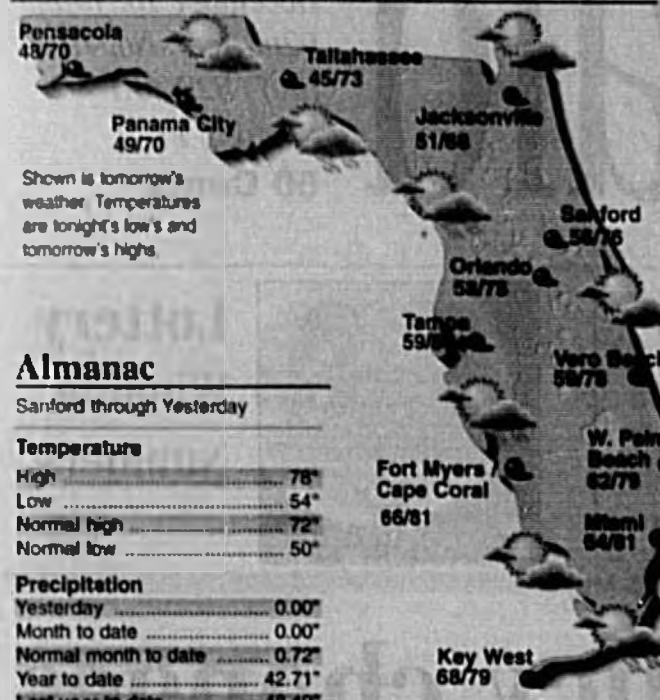 Pensacola
48/70
Tallahassee
45/73
Panama City
49/70
Jacksonville
51/68
Shown is tomorrow's
weather. Temperatures
are tonight's low's and
tomorrow's highs.
Sanford
58/76
Orlando
58/78
Tampa
59/
Vero Beach
59/78
W. Palm
Beach
62/79
Fort Myers /
Cape Coral
66/81
Miami
64/81
Key West
68/79
Almanac
Sanford through Yesterday
Temperature
High 78°
Low 54°
Normal high 72°
Normal low 50°
Precipitation
Yesterday 0.00"
Month to date 0.00"
Normal month to date 0.72"
Year to date 42.71"